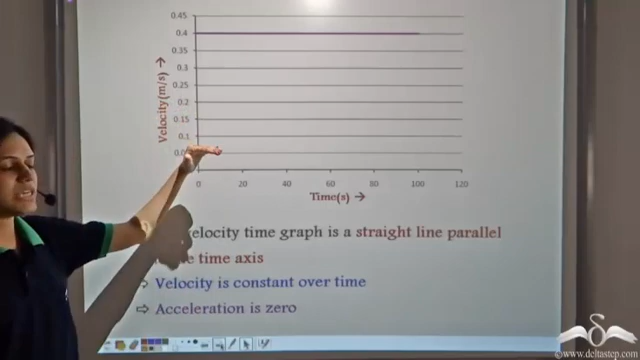 0.45
0.4
0.35
0.3
0.25
0.2
0.15
0.1
Velocity(m/s)
0 20 40 60 80 100 120
Time(s)
velocity time graph is a straight line parallel
time axis
Velocity is constant over time
Acceleration is zero
©www.deltastep.com